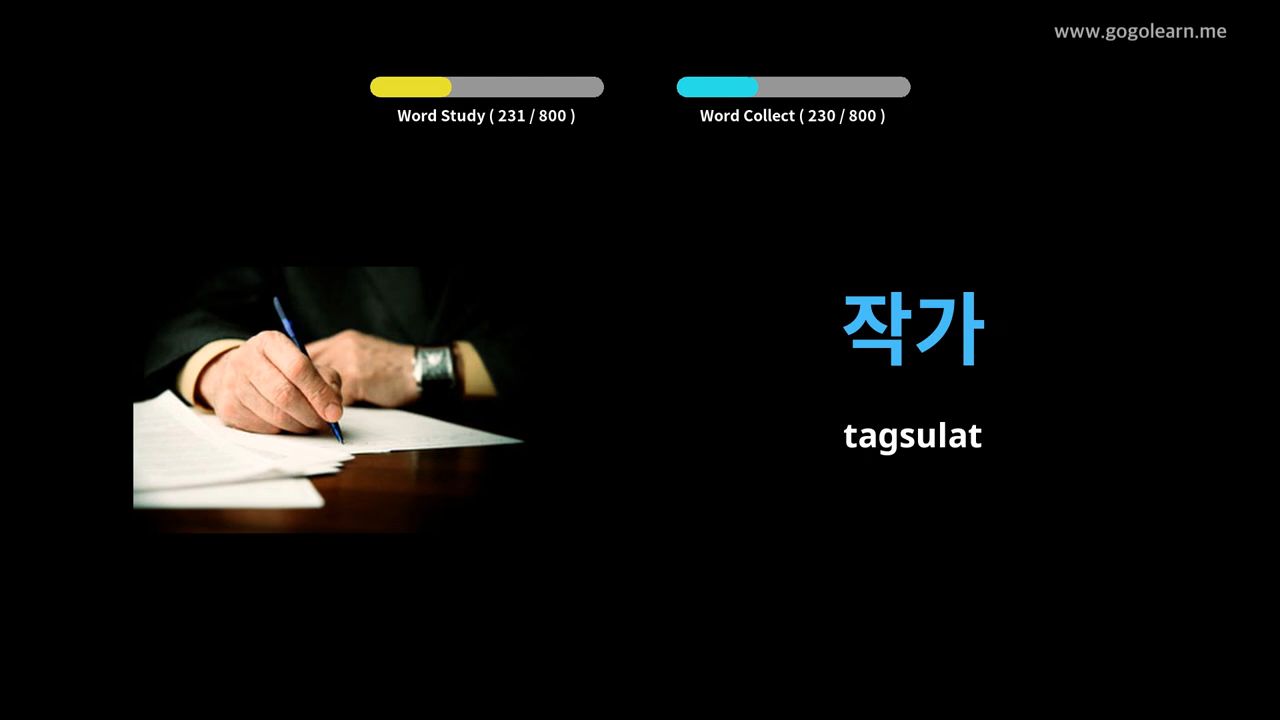 www.gogolearn.me
Word Study ( 231 / 800 )
Word Collect ( 230 / 800 )
작가
tagsulat